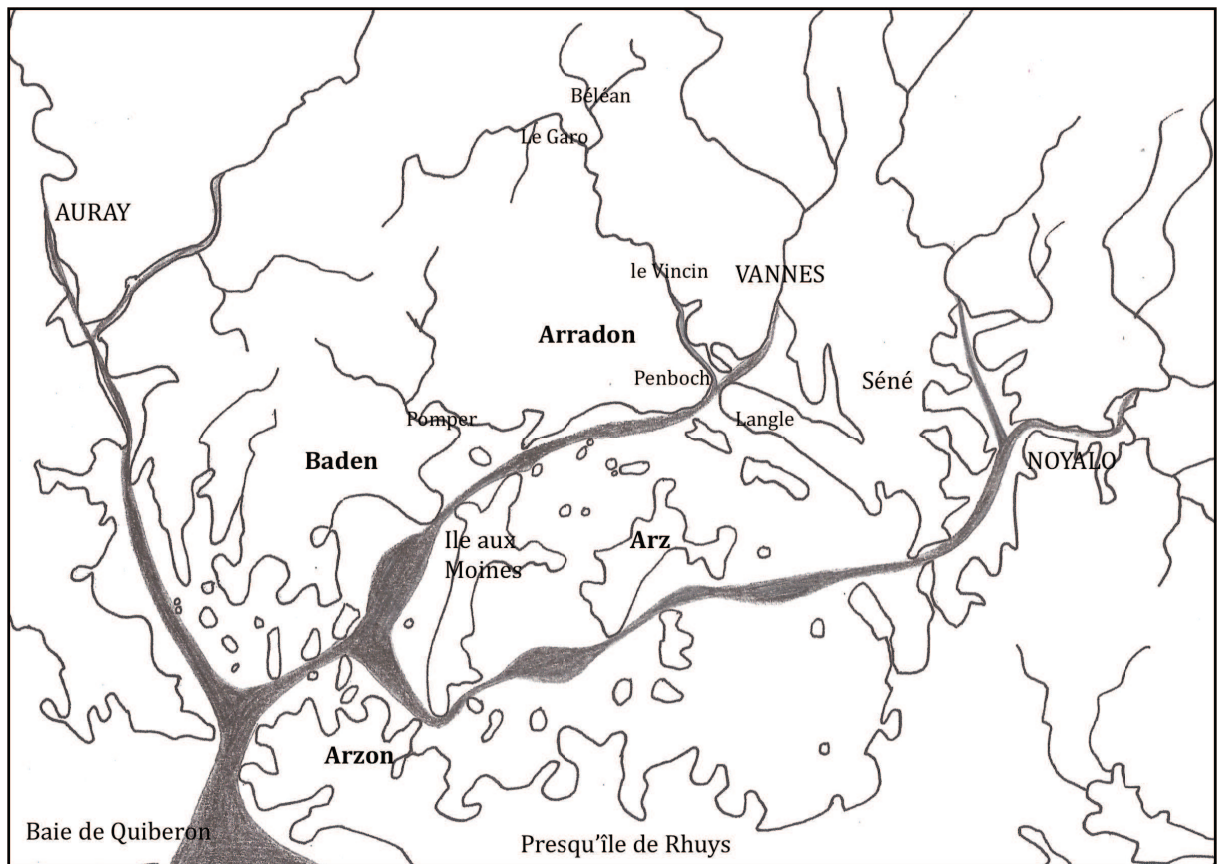 Béléan
Le Garo
AURAY
le Vincin
VANNES
Arradon
Penboch
Séné
Pomper
Langle
Baden
NOYALO
Ile aux
Moines
Arz
Arzon
Baie de Quiberon
Presqu'île de Rhuys